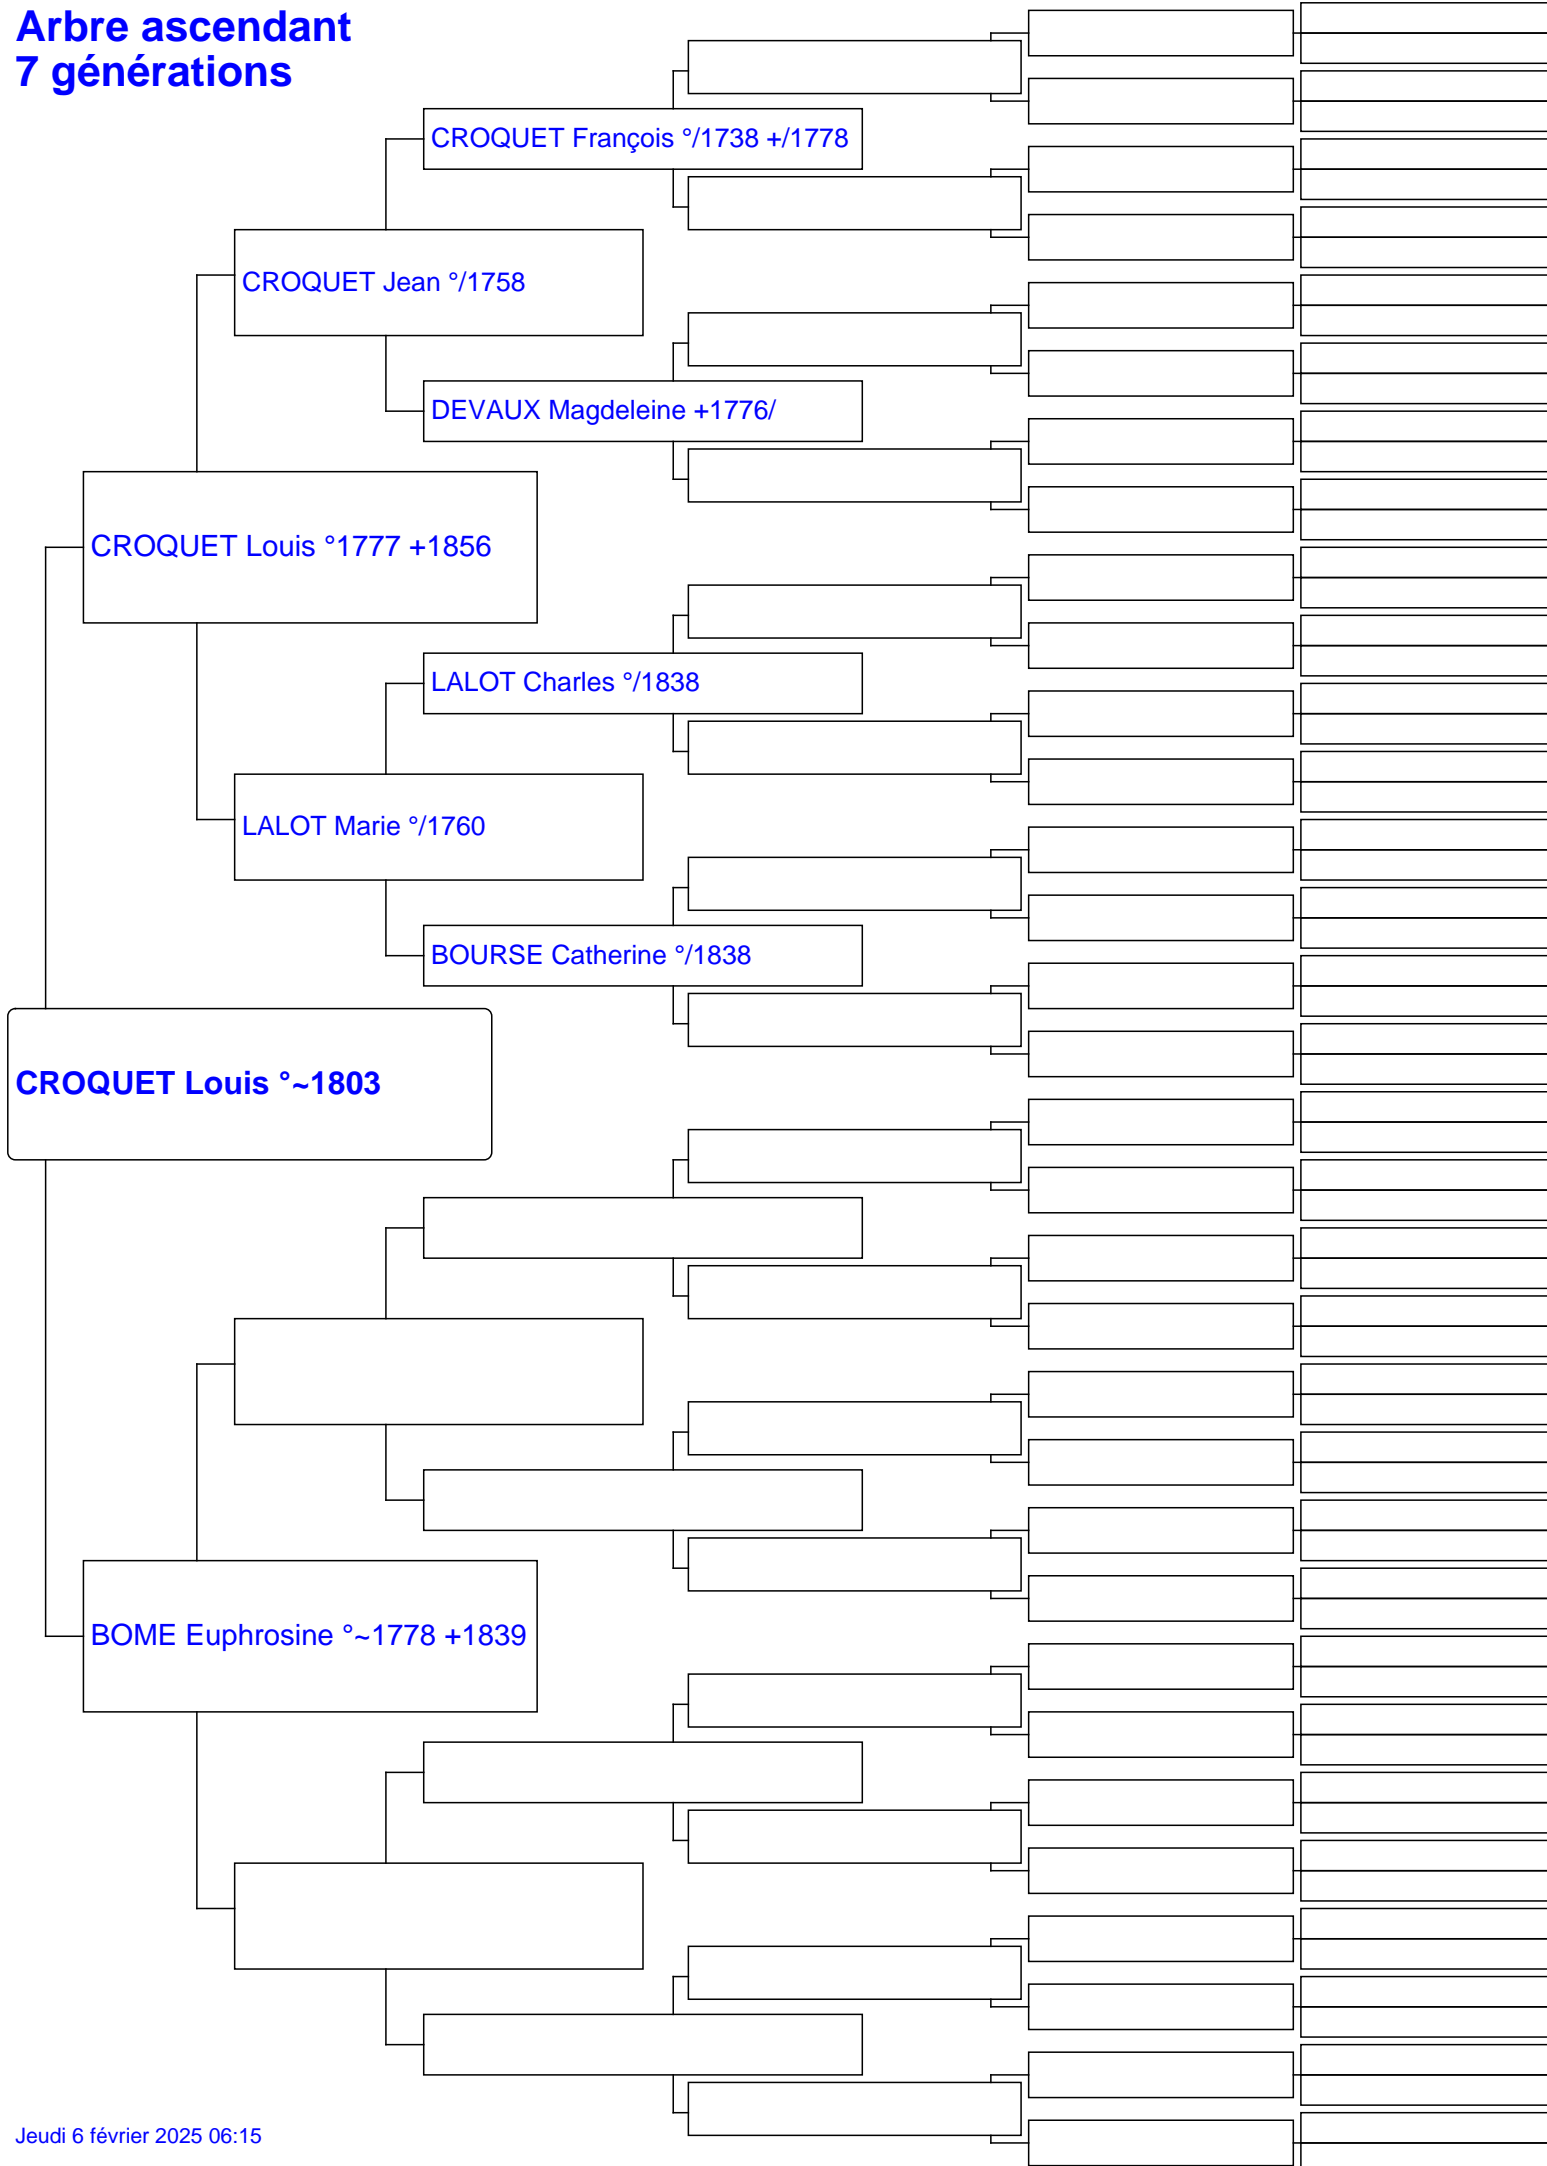 Arbre ascendant
7 générations
CROQUET François °/1738 +/1778
CROQUET Jean °/1758
DEVAUX Magdeleine +1776/
CROQUET Louis °1777 +1856
LALOT Charles °/1838
LALOT Marie °/1760
BOURSE Catherine °/1838
CROQUET Louis °~1803
BOME Euphrosine °~1778 +1839
Jeudi 6 février 2025 06:15